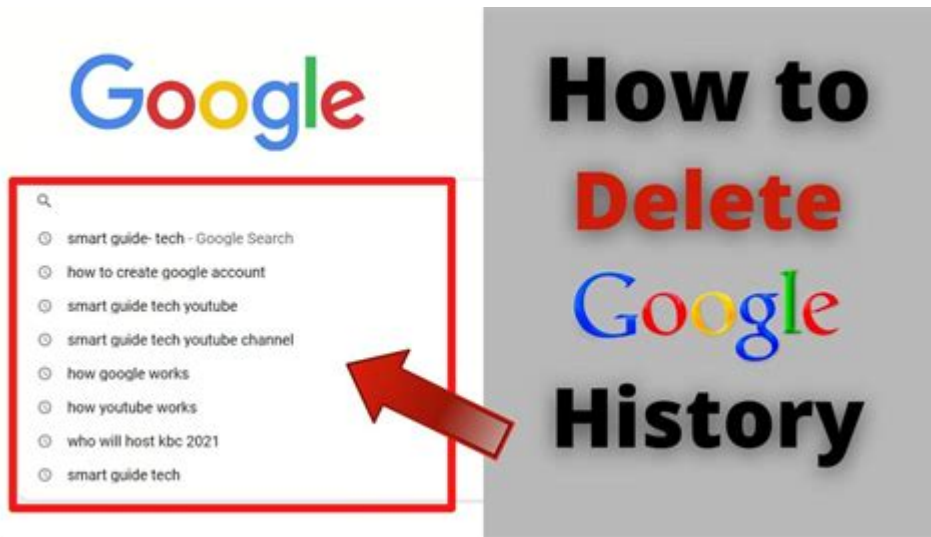 Google
smart guide- tech - Google Search
how to create google account
smart guide tech youtube
smart guide tech youtube channel
how google works
how youtube works
who will host kbc 2021
smart guide tech
How to
Delete
Google
History